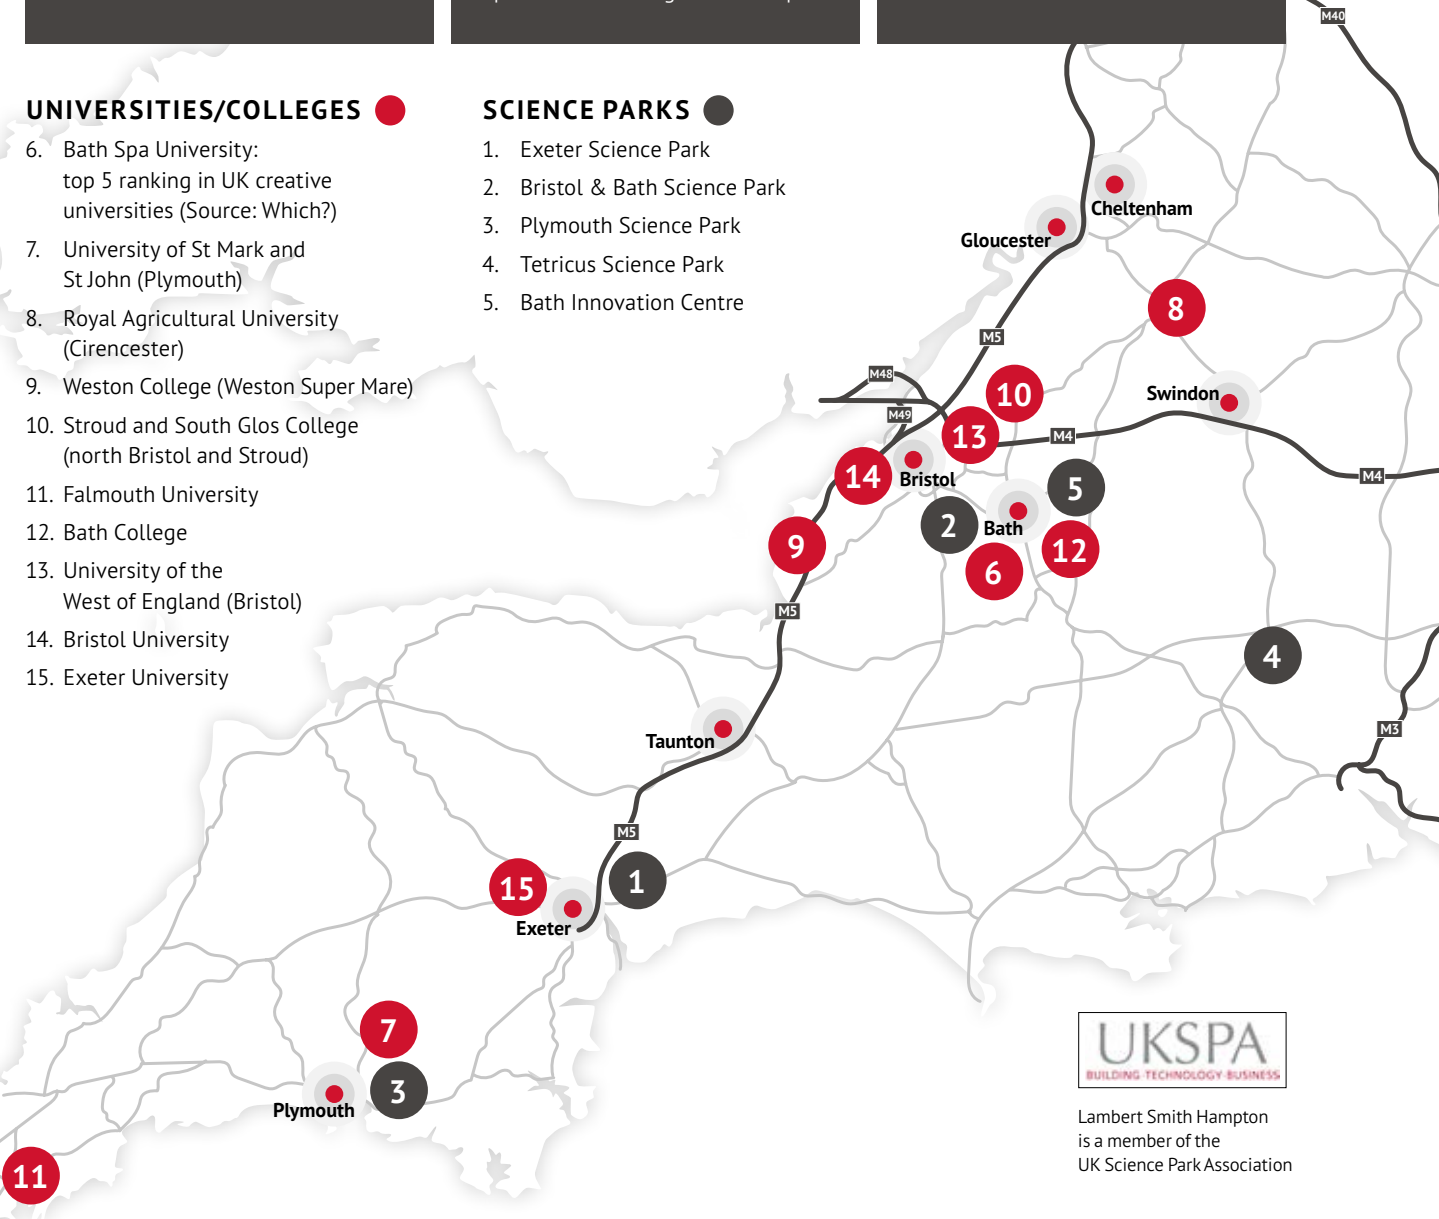 UNIVERSITIES/COLLEGES
6. Bath Spa University:
top 5 ranking in UK creative
universities (Source: Which?)
7. University of St Mark and
St John (Plymouth)
8. Royal Agricultural University
(Cirencester)
9. Weston College (Weston Super Mare)
10. Stroud and South Glos College
(north Bristol and Stroud)
11. Falmouth University
12. Bath College
13. University of the
West of England (Bristol)
14. Bristol University
15. Exeter University
SCIENCE PARKS
1. Exeter Science Park
2. Bristol & Bath Science Park
3. Plymouth Science Park
4. Tetricus Science Park
5. Bath Innovation Centre
M40
Cheltenham
Gloucester
8
M5
M48
10
Swindon
M49
13
M4
14
Bristol
M4
5
2
Bath
9
12
6
M5
4
Taunton
M3
M5
15
1
Exeter
7
3
Plymouth
11
UKSPA
BUILDING·TECHNOLOGY·BUSINESS
Lambert Smith Hampton
is a member of the
UK Science Park Association